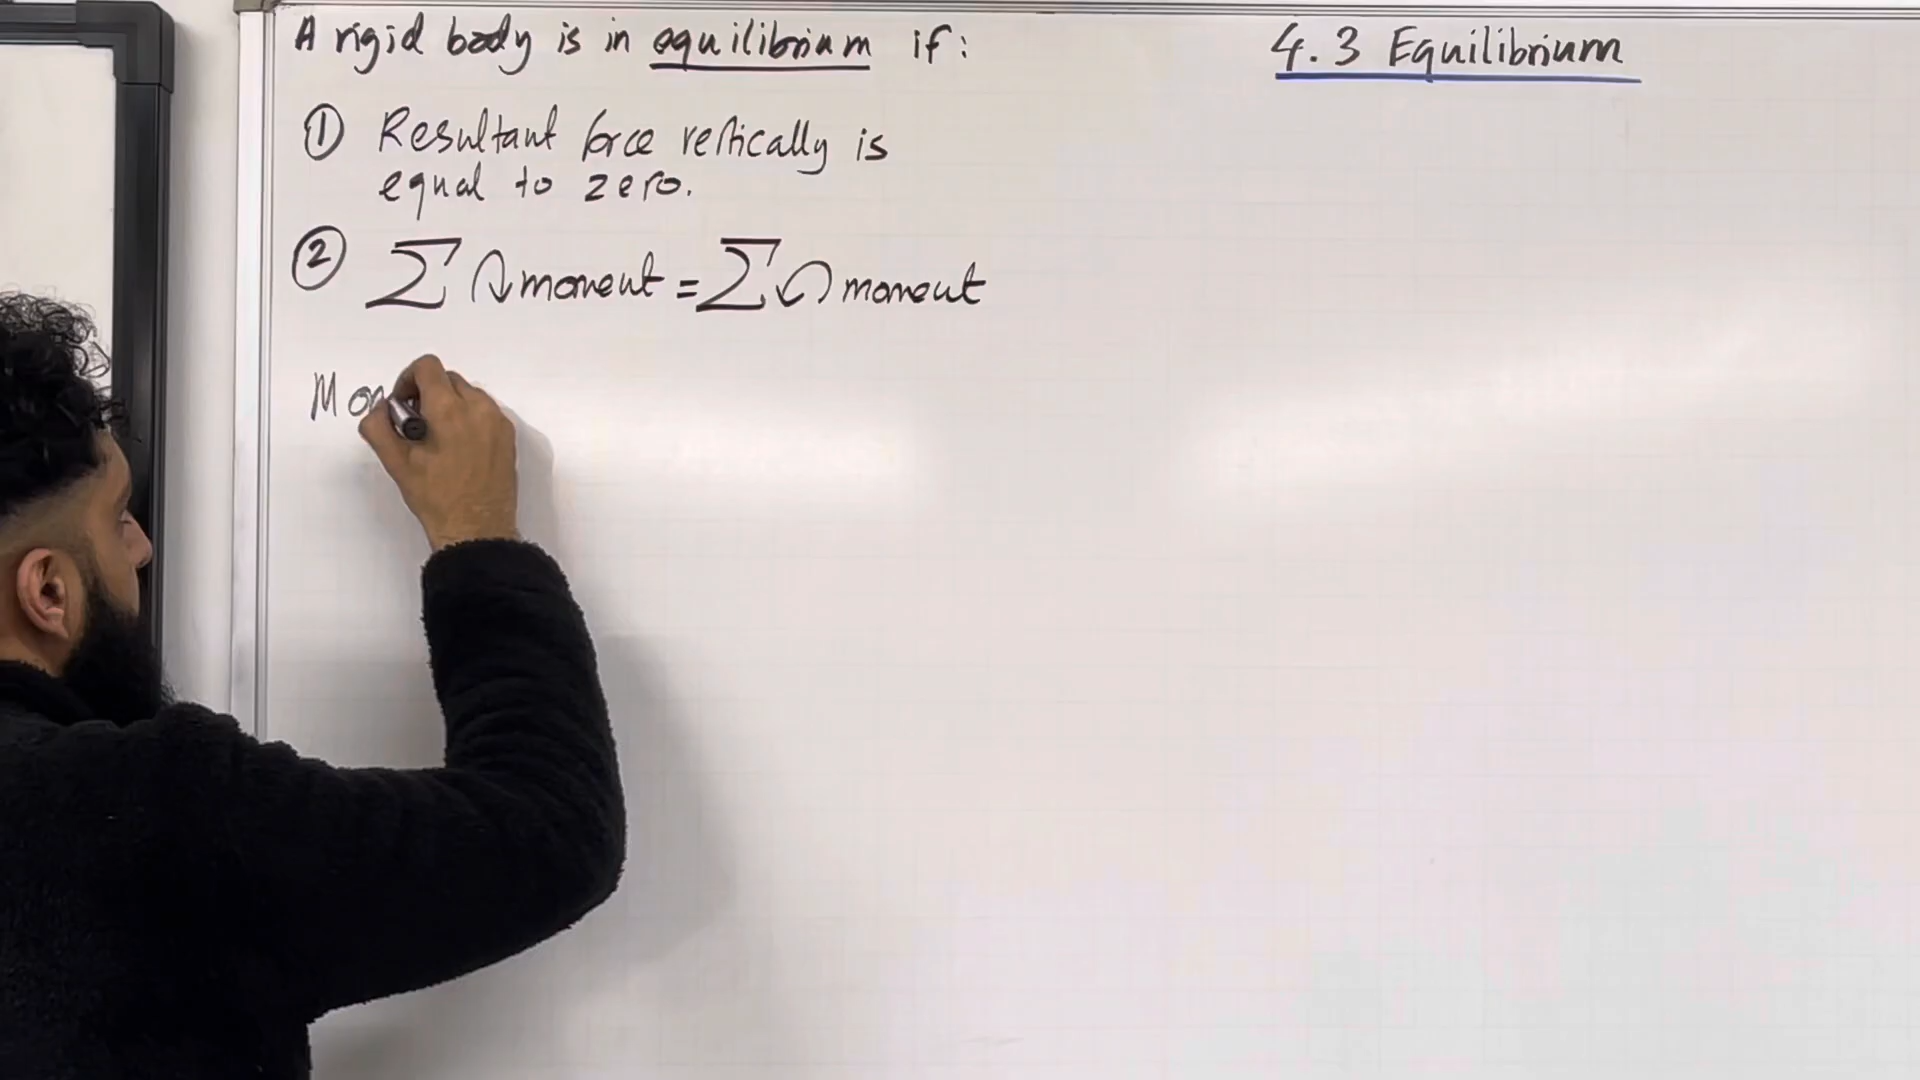 A rigid body is in equilibrium if:
4.3 Equilibrium
① Resultant force vertically is
equal to zero.
② ∑ ↻ moment = ∑ ↺ moment
Mom